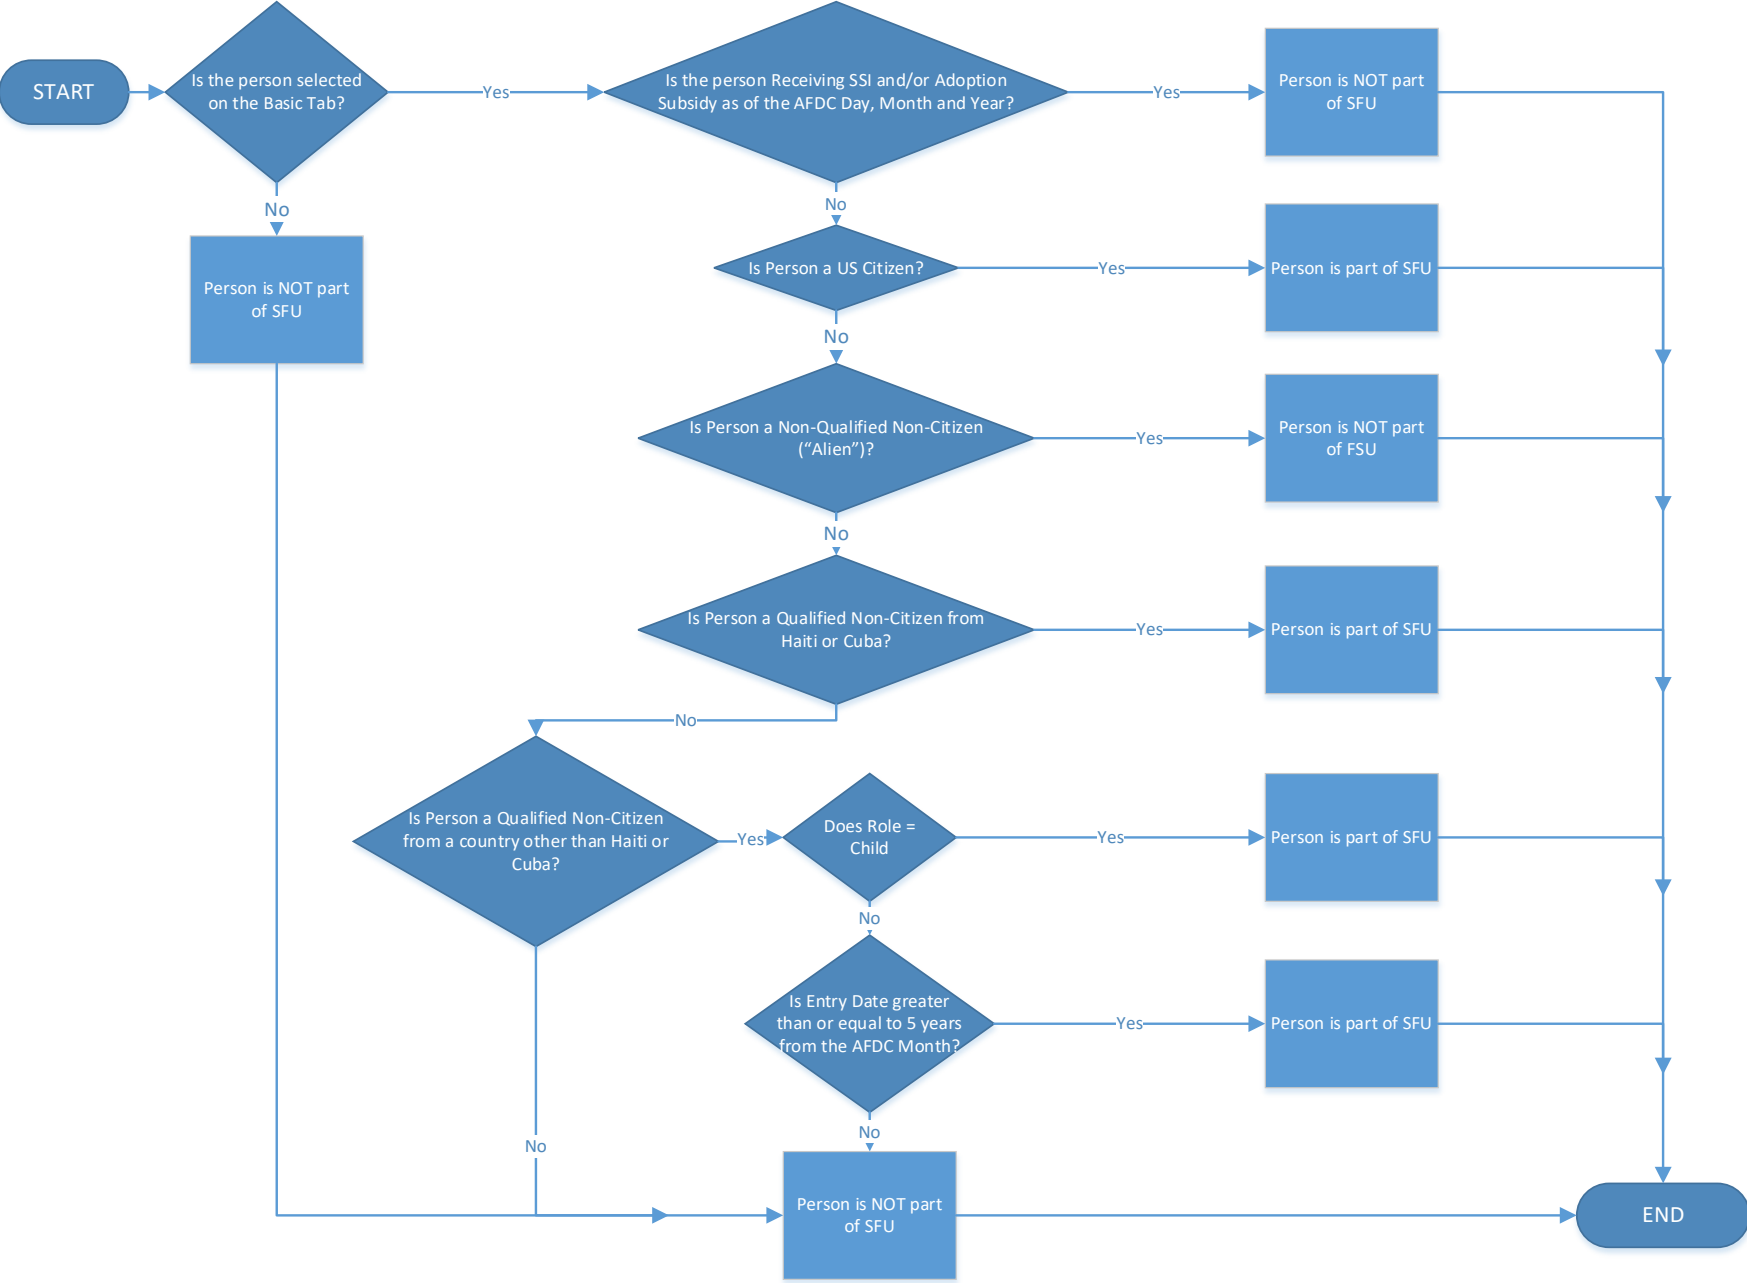 START
Is the person selected
on the Basic Tab?
Yes
Is the person Receiving SSI and/or Adoption
Subsidy as of the AFDC Day, Month and Year?
Yes
Person is NOT part
of SFU
No
No
Person is NOT part
of SFU
Is Person a US Citizen?
Yes
Person is part of SFU
No
Is Person a Non-Qualified Non-Citizen
(“Alien”)?
Yes
Person is NOT part
of FSU
No
Is Person a Qualified Non-Citizen from
Haiti or Cuba?
Yes
Person is part of SFU
No
Is Person a Qualified Non-Citizen
from a country other than Haiti or
Cuba?
Yes
Does Role =
Child
Yes
Person is part of SFU
No
Is Entry Date greater
than or equal to 5 years
from the AFDC Month?
Yes
Person is part of SFU
No
No
Person is NOT part
of SFU
END